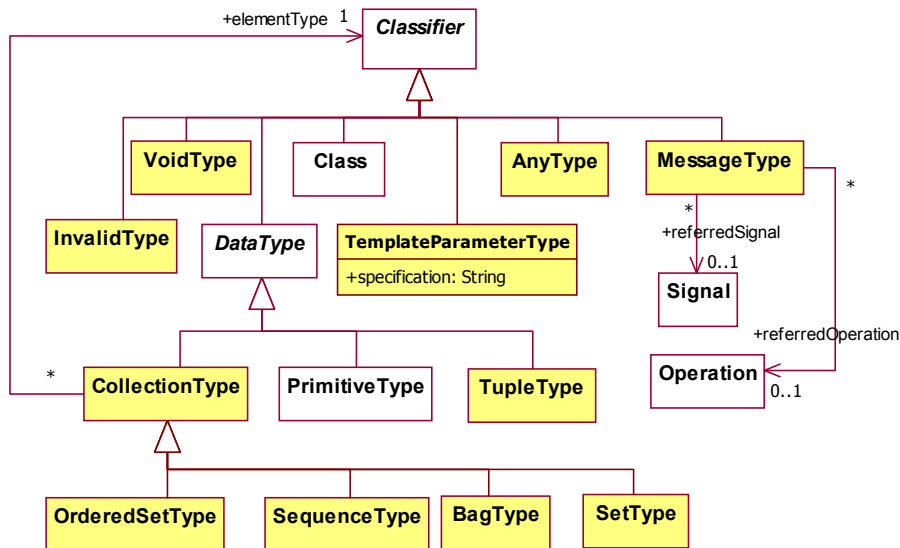 +elementType 1
Classifier
VoidType
Class
AnyType
MessageType
*
*
InvalidType
DataType
TemplateParameterType
+specification: String
+referredSignal
0..1
Signal
+referredOperation
*
CollectionType
PrimitiveType
TupleType
Operation
0..1
OrderedSetType
SequenceType
BagType
SetType